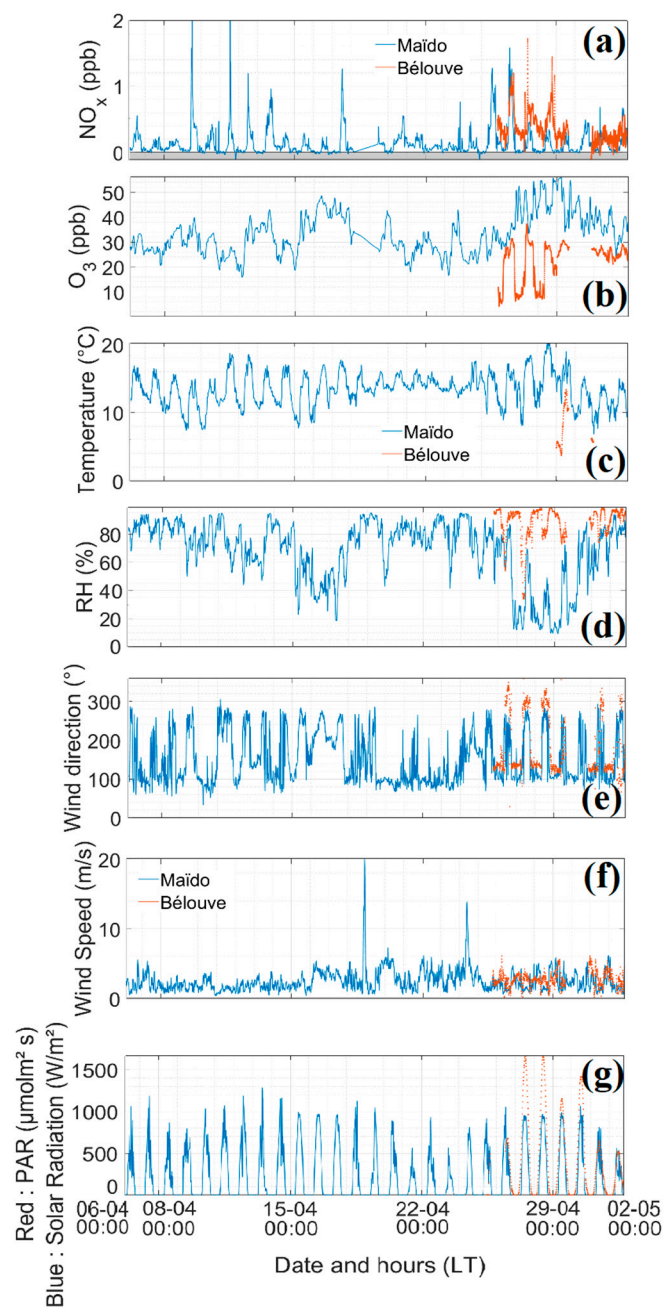 (a)
NOx (ppb)
2
1
0
Maïdo
Bélouve
(b)
O3 (ppb)
50
40
30
20
10
(c)
Temperature (°C)
20
10
0
Maïdo
Bélouve
(d)
RH (%)
80
60
40
20
0
(e)
Wind direction (°)
300
200
100
0
(f)
Wind Speed (m/s)
20
10
0
Maïdo
Bélouve
(g)
Red : PAR (µmolm² s)
Blue : Solar Radiation (W/m²)
1500
1000
500
0
06-04 08-04 15-04 22-04 29-04 02-05
00:00 00:00 00:00 00:00 00:00 00:00
Date and hours (LT)